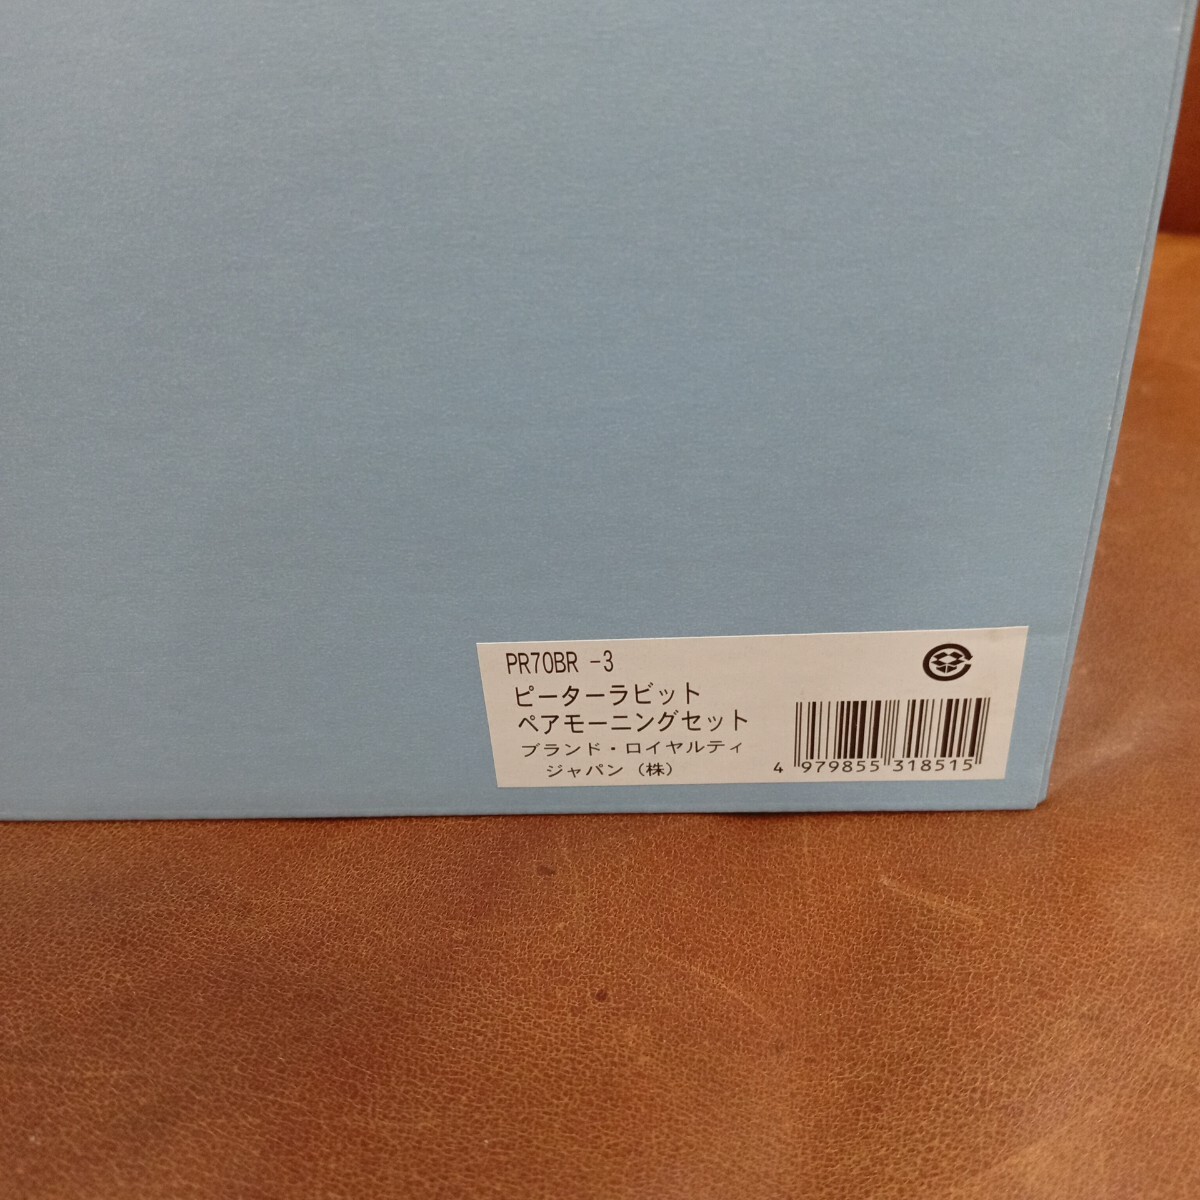 PR70BR -3
ピーターラビット
ペアモーニングセット
ブランド・ロイヤルティ
ジャパン（株）
4 979855 318515